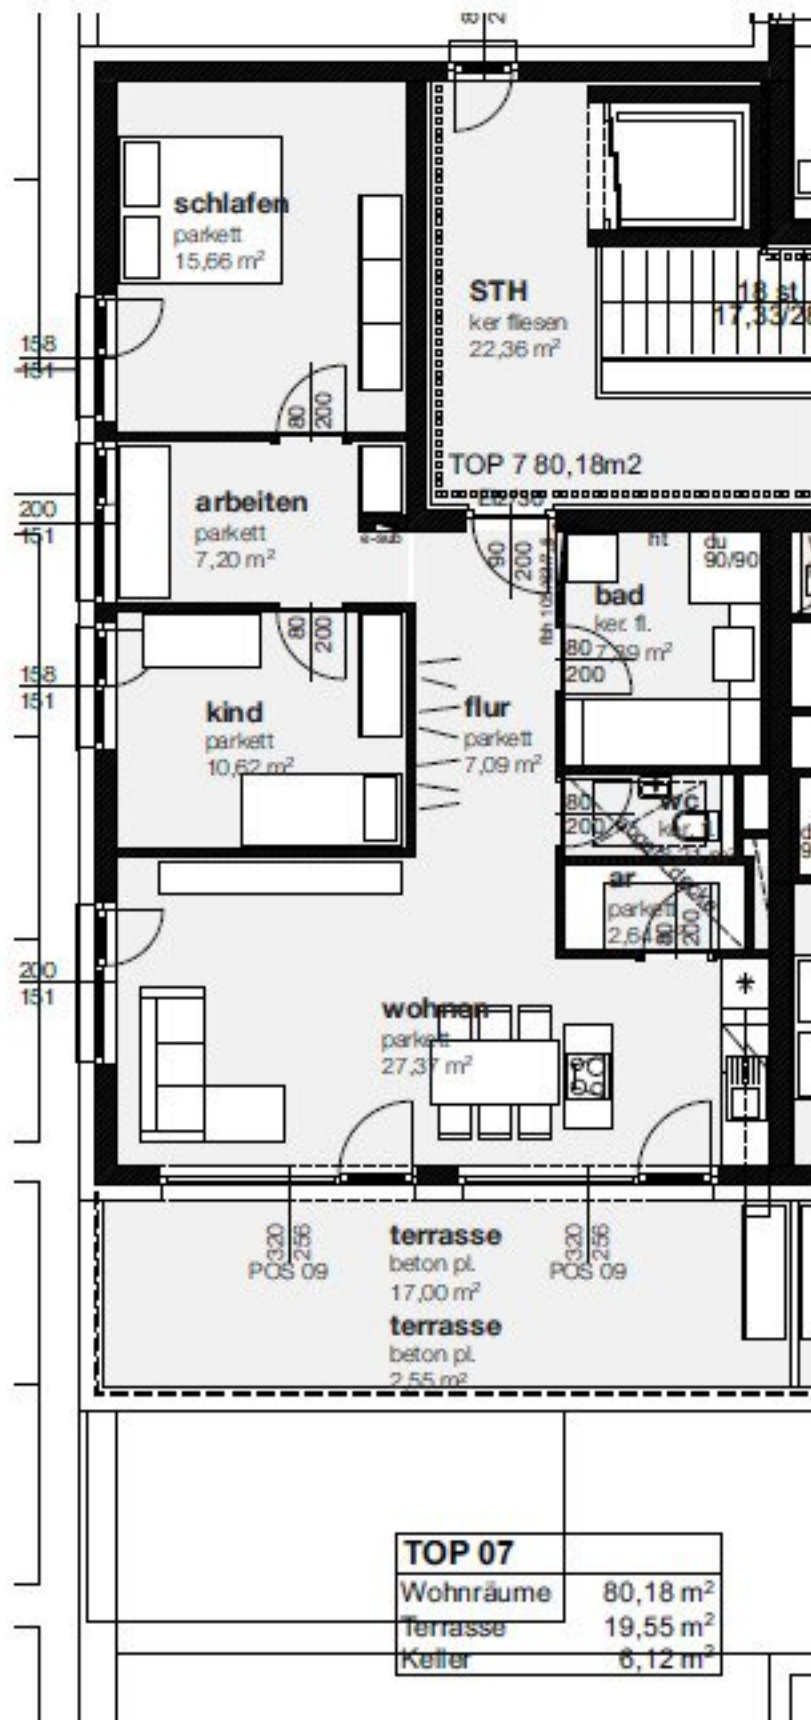 schlafen
parkett
15,66 m²
80
200
158
151
STH
ker fliesen
22,36 m²
18 st
TOP 7 80,18m2
arbeiten
parkett
7,20 m²
e-sub
200
151
90
200
du
90/90
bad
ker. fl.
80
200
80
200
158
151
kind
parkett
10,62 m²
flur
parkett
7,09 m²
80
200
wc
ar
parkett
80
200
200
151
wohnen
parkett
27,37 m²
320
256
POS 09
terrasse
beton pl.
17,00 m²
320
256
POS 09
terrasse
beton pl.
2,55 m²
TOP 07
Wohnräume 80,18 m²
Terrasse 19,55 m²
Keller 6,12 m²